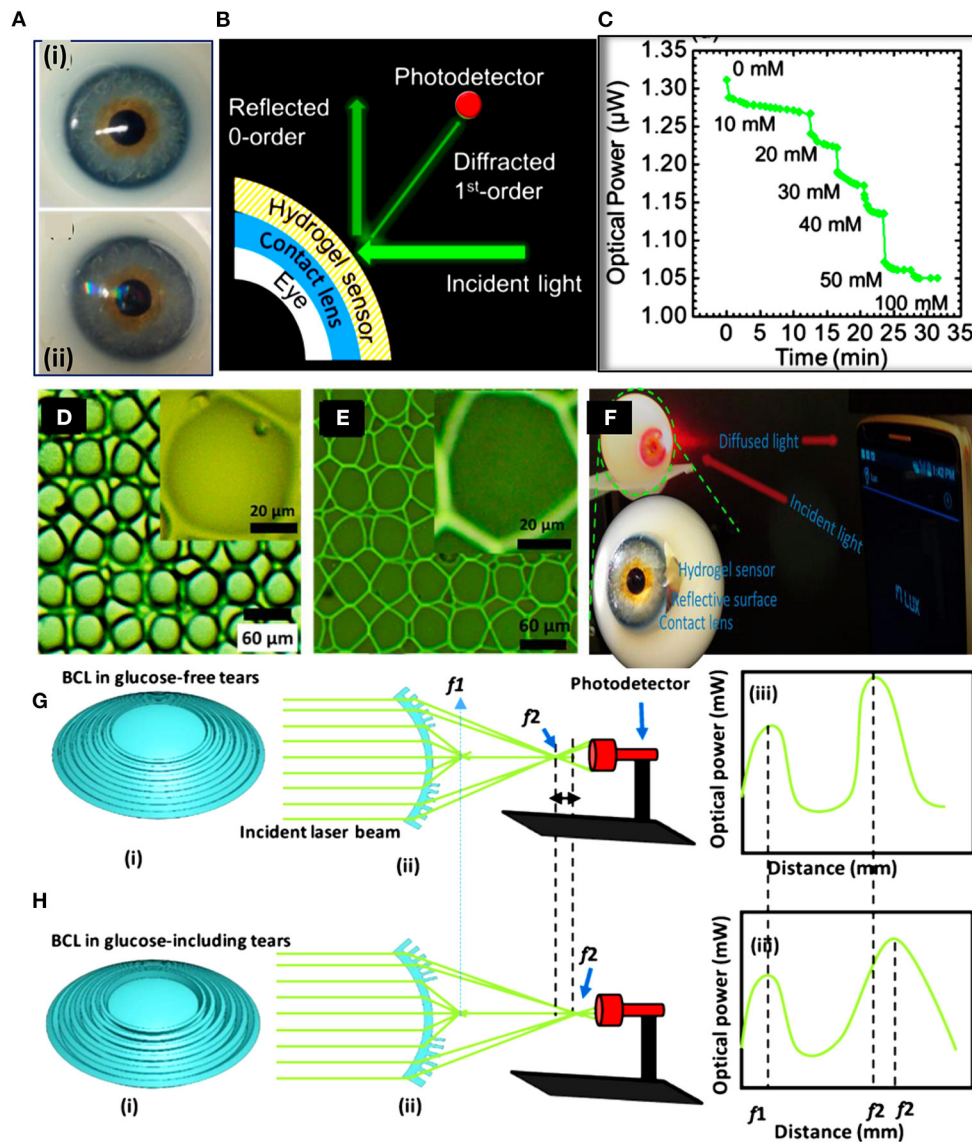 A
(i)
(ii)
B
Reflected
0-order
Photodetector
Diffracted
1st-order
Hydrogel sensor
Contact lens
Eye
Incident light
C
Optical Power (µW)
1.35
1.30
1.25
1.20
1.15
1.10
1.05
1.00
0 mM
10 mM
20 mM
30 mM
40 mM
50 mM
100 mM
0 5 10 15 20 25 30 35
Time (min)
D
20 µm
60 µm
E
20 µm
60 µm
F
Diffused light
Incident light
Hydrogel sensor
Reflective surface
Contact lens
1:42 PM
LUX
G
BCL in glucose-free tears
(i)
f1
f2
Photodetector
Incident laser beam
(ii)
(iii)
Optical power (mW)
Distance (mm)
H
BCL in glucose-including tears
(i)
f2
(ii)
(iii)
Optical power (mW)
f1 f2 f2
Distance (mm)